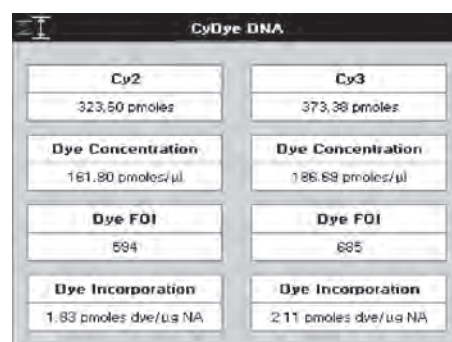 CyDye DNA
Cy2
323.60 pmoles
Cy3
373.38 pmoles
Dye Concentration
161.80 pmoles/µl
Dye Concentration
186.69 pmoles/µl
Dye FOI
594
Dye FOI
685
Dye Incorporation
1.83 pmoles dye/µg NA
Dye Incorporation
2.11 pmoles dye/µg NA